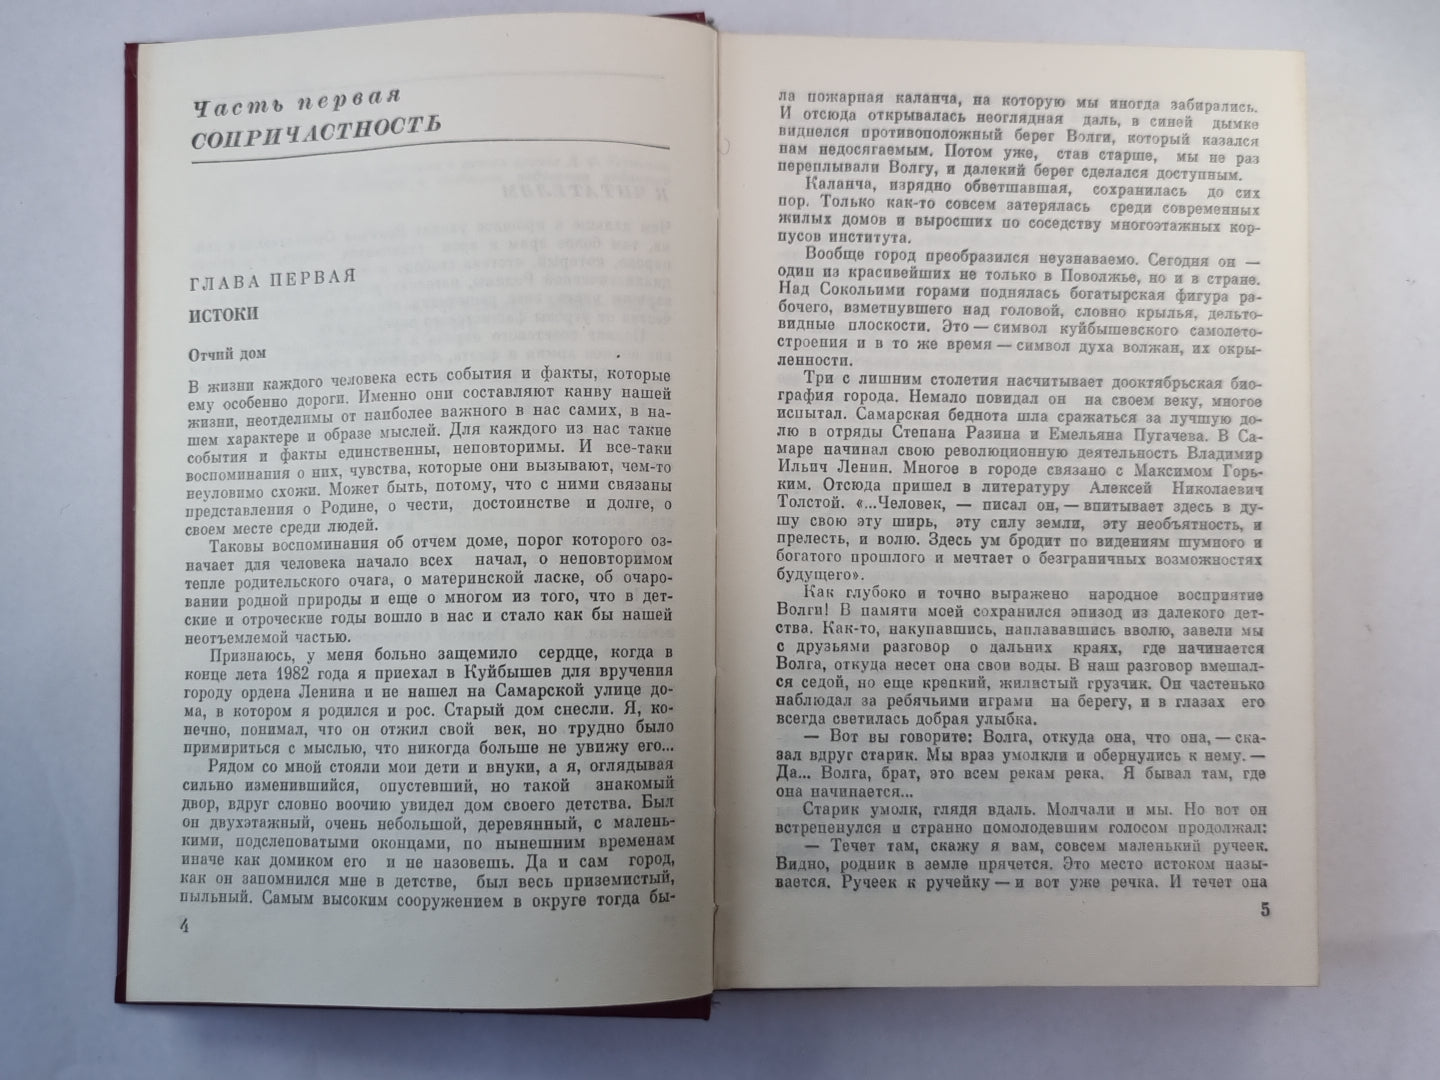 Часть первая
СОПРИЧАСТНОСТЬ
ГЛАВА ПЕРВАЯ
ИСТОКИ
Отчий дом
В жизни каждого человека есть события и факты, которые
ему особенно дороги. Именно они составляют канву нашей
жизни, неотделимы от наиболее важного в нас самих, в на-
шем характере и образе мыслей. Для каждого из нас такие
события и факты единственны, неповторимы. И все-таки
воспоминания о них, чувства, которые они вызывают, чем-то
неуловимо схожи. Может быть, потому, что с ними связаны
представления о Родине, о чести, достоинстве и долге, о
своем месте среди людей.
Таковы воспоминания об отчем доме, порог которого оз-
начает для человека начало всех начал, о неповторимом
тепле родительского очага, о материнской ласке, об очаро-
вании родной природы и еще о многом из того, что в дет-
ские и отроческие годы вошло в нас и стало как бы нашей
неотъемлемой частью.
Признаюсь, у меня больно защемило сердце, когда в
конце лета 1982 года я приехал в Куйбышев для вручения
городу ордена Ленина и не нашел на Самарской улице до-
ма, в котором я родился и рос. Старый дом снесли. Я, ко-
нечно, понимал, что он отжил свой век, но трудно было
примириться с мыслью, что никогда больше не увижу его...
Рядом со мной стояли мои дети и внуки, а я, оглядывая
сильно изменившийся, опустевший, но такой знакомый
двор, вдруг словно воочию увидел дом своего детства. Был
он двухэтажный, очень небольшой, деревянный, с малень-
кими, подслеповатыми оконцами, по нынешним временам
иначе как домиком его и не назовешь. Да и сам город,
как он запомнился мне в детстве, был весь приземистый,
пыльный. Самым высоким сооружением в округе тогда бы-
4
ла пожарная каланча, на которую мы иногда забирались.
И отсюда открывалась неоглядная даль, в синей дымке
виднелся противоположный берег Волги, который казался
нам недосягаемым. Потом уже, став старше, мы не раз
переплывали Волгу, и далекий берег сделался доступным.
Каланча, изрядно обветшавшая, сохранилась до сих
пор. Только как-то совсем затерялась среди современных
жилых домов и выросших по соседству многоэтажных кор-
пусов института.
Вообще город преобразился неузнаваемо. Сегодня он —
один из красивейших не только в Поволжье, но и в стране.
Над Сокольими горами поднялась богатырская фигура ра-
бочего, взметнувшего над головой, словно крылья, дельто-
видные плоскости. Это — символ куйбышевского самолето-
строения и в то же время — символ духа волжан, их окры-
ленности.
Три с лишним столетия насчитывает дооктябрьская био-
графия города. Немало повидал он на своем веку, многое
испытал. Самарская беднота шла сражаться за лучшую до-
лю в отряды Степана Разина и Емельяна Пугачева. В Са-
маре начинал свою революционную деятельность Владимир
Ильич Ленин. Многое в городе связано с Максимом Горь-
ким. Отсюда пришел в литературу Алексей Николаевич
Толстой. «...Человек, — писал он, — впитывает здесь в ду-
шу свою эту ширь, эту силу земли, эту необъятность, и
прелесть, и волю. Здесь ум бродит по видениям шумного и
богатого прошлого и мечтает о безграничных возможностях
будущего».
Как глубоко и точно выражено народное восприятие
Волги! В памяти моей сохранился эпизод из далекого дет-
ства. Как-то, накупавшись, наплававшись вволю, завели мы
с друзьями разговор о дальних краях, где начинается
Волга, откуда несет она свои воды. В наш разговор вмешал-
ся седой, но еще крепкий, жилистый грузчик. Он частенько
наблюдал за ребячьими играми на берегу, и в глазах его
всегда светилась добрая улыбка.
— Вот вы говорите: Волга, откуда она, что она, — ска-
зал вдруг старик. Мы враз умолкли и обернулись к нему. —
Да... Волга, брат, это всем рекам река. Я бывал там, где
она начинается...
Старик умолк, глядя вдаль. Молчали и мы. Но вот он
встрепенулся и странно помолодевшим голосом продолжал:
— Течет там, скажу я вам, совсем маленький ручеек.
Видно, родник в земле прячется. Это место истоком назы-
вается. Ручеек к ручейку — и вот уже речка. И течет она
5